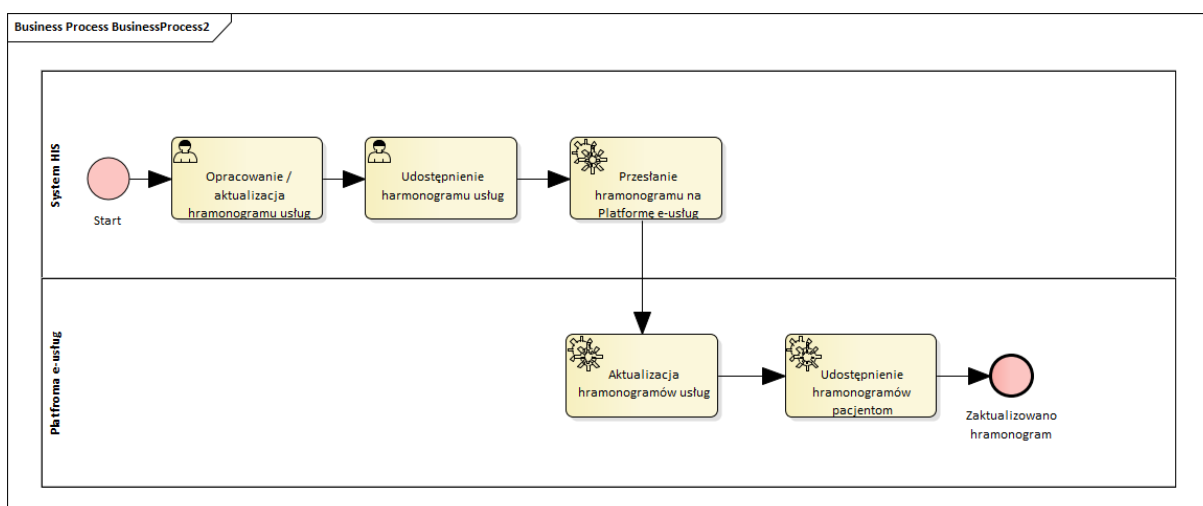 Business Process BusinessProcess2
System HIS
Start
Opracowanie /
aktualizacja
hramonogramu usług
Udostępnienie
harmonogramu usług
Przesłanie
hramonogramu na
Platformę e-usług
Platfroma e-usług
Aktualizacja
hramonogramów usług
Udostępnienie
hramonogramów
pacjentom
Zaktualizowano
hramonogram